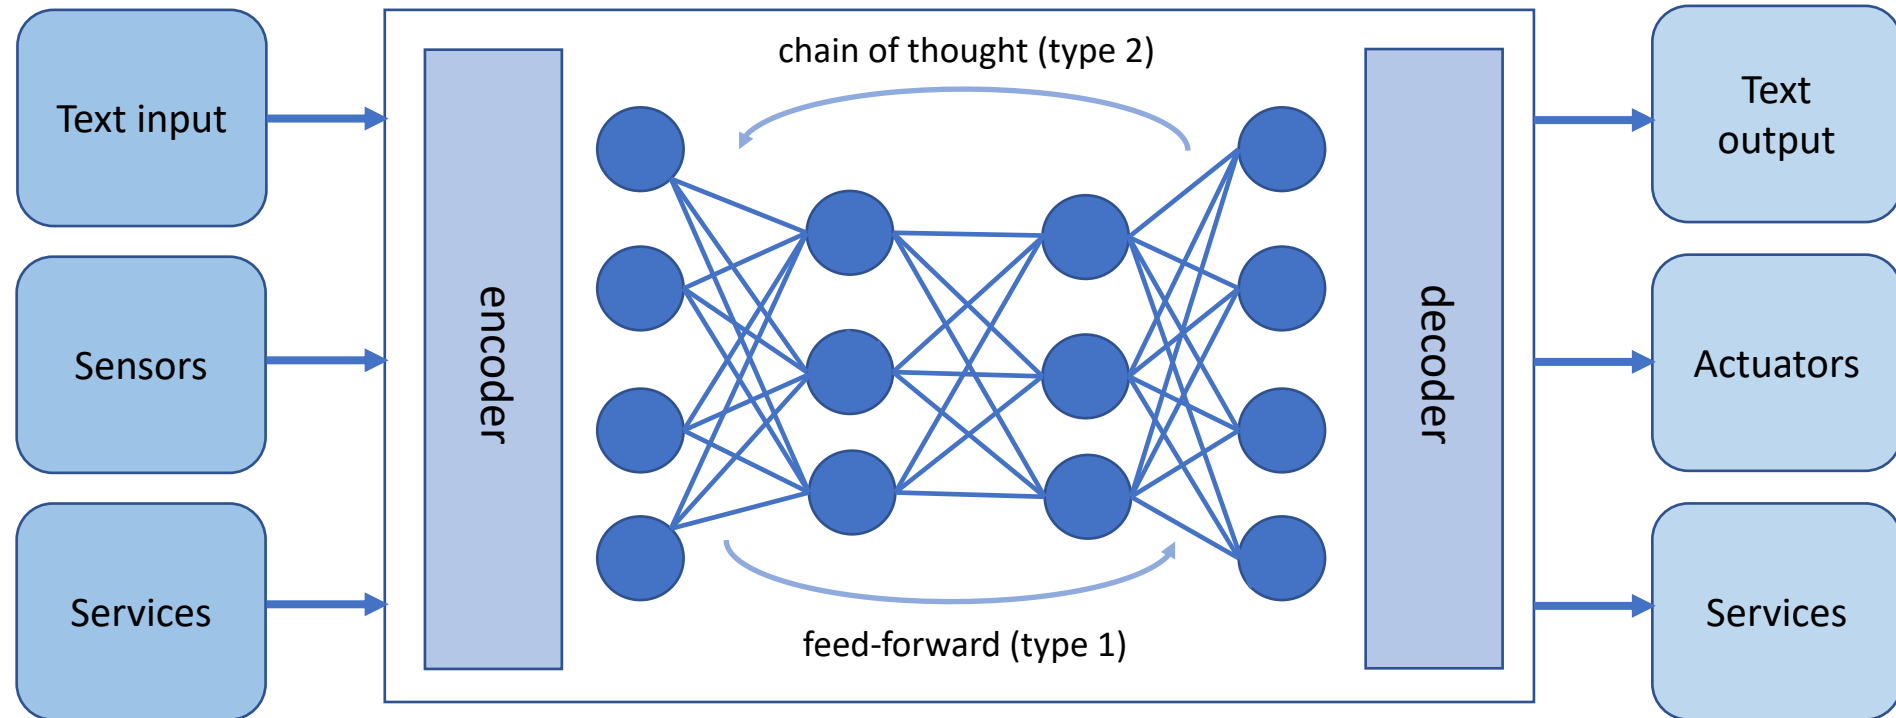 Text input
Sensors
Services
encoder
chain of thought (type 2)
feed-forward (type 1)
decoder
Text
output
Actuators
Services